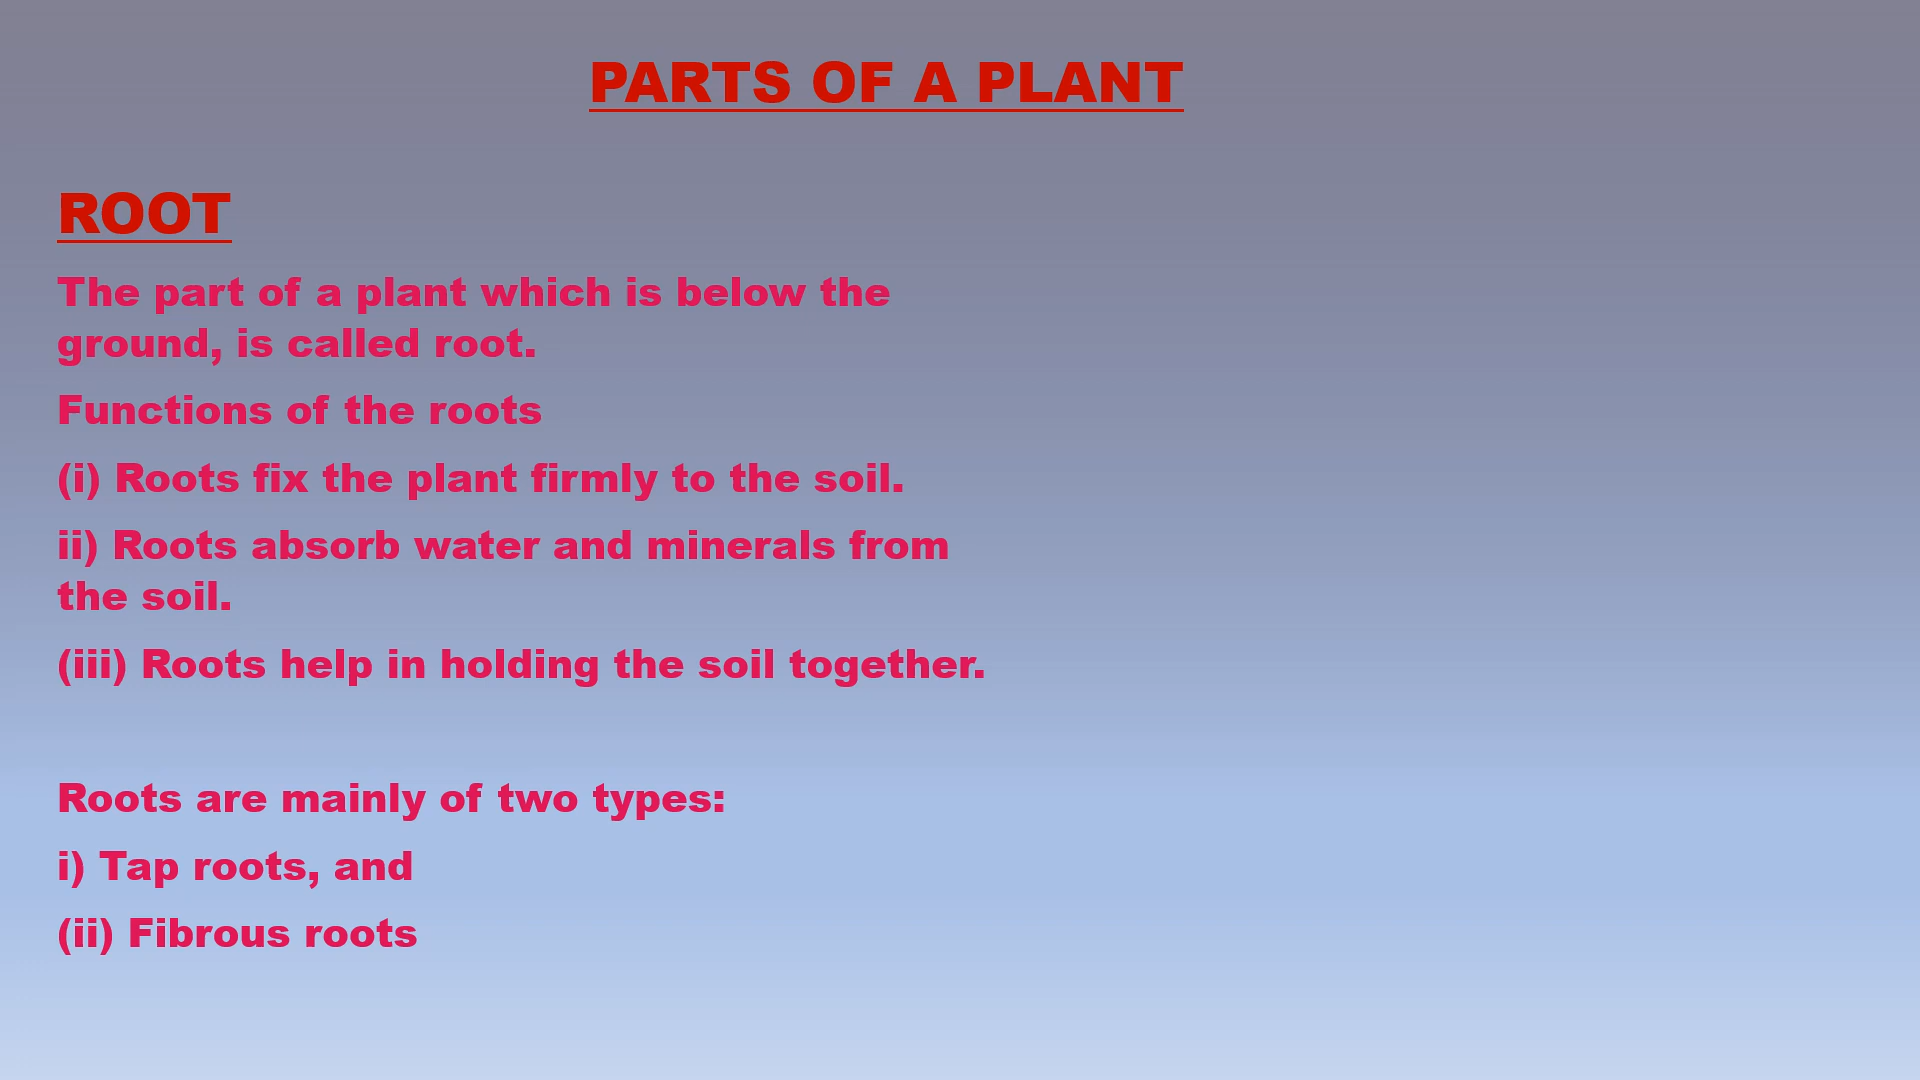 PARTS OF A PLANT
ROOT
The part of a plant which is below the
ground, is called root.
Functions of the roots
(i) Roots fix the plant firmly to the soil.
ii) Roots absorb water and minerals from
the soil.
(iii) Roots help in holding the soil together.
Roots are mainly of two types:
i) Tap roots, and
(ii) Fibrous roots